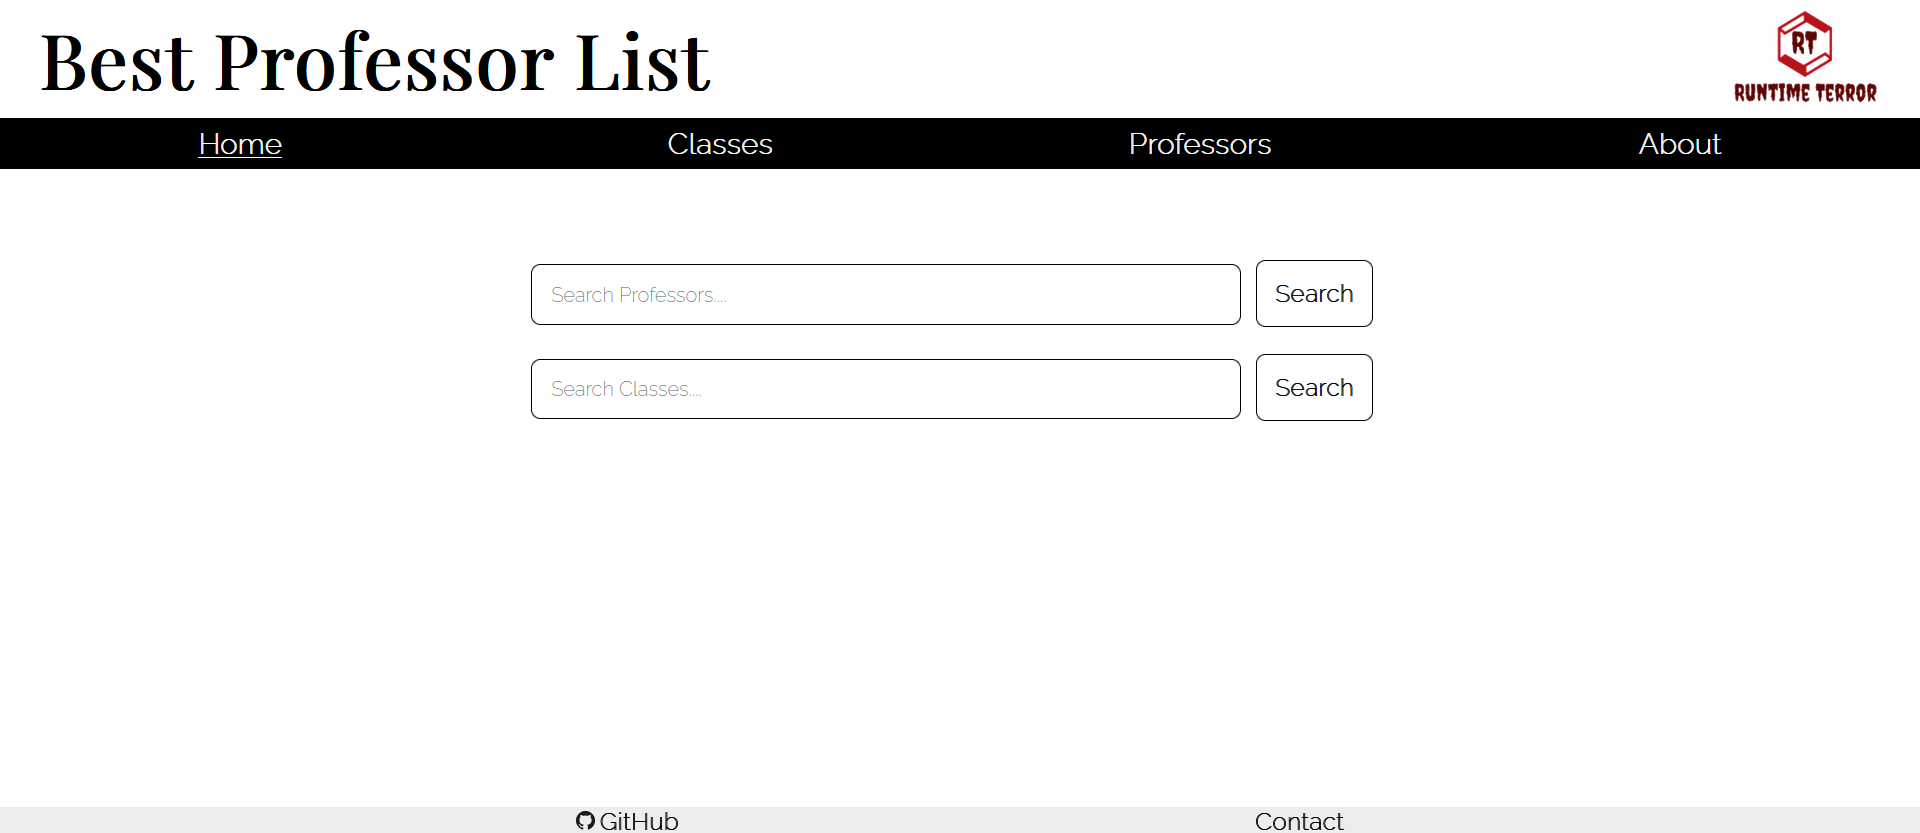 Best Professor List
RT
RUNTIME TERROR
Home Classes Professors About
Search Professors.... Search
Search Classes.... Search
GitHub Contact